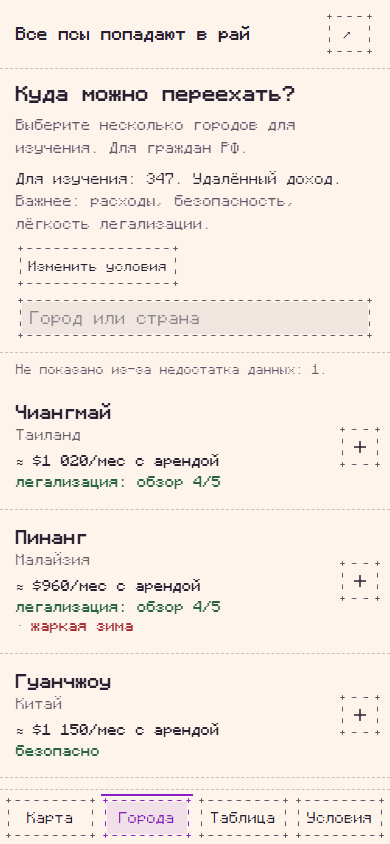 Все псы попадают в рай
↗
Куда можно переехать?
Выберите несколько городов для
изучения. Для граждан РФ.
Для изучения: 347. Удалённый доход.
Важнее: расходы, безопасность,
лёгкость легализации.
Изменить условия
Город или страна
Не показано из-за недостатка данных: 1.
Чиангмай
Таиланд
≈ $1 020/мес с арендой
легализация: обзор 4/5
+
Пинанг
Малайзия
≈ $960/мес с арендой
легализация: обзор 4/5
· жаркая зима
+
Гуанчжоу
Китай
≈ $1 150/мес с арендой
безопасно
+
Карта Города Таблица Условия